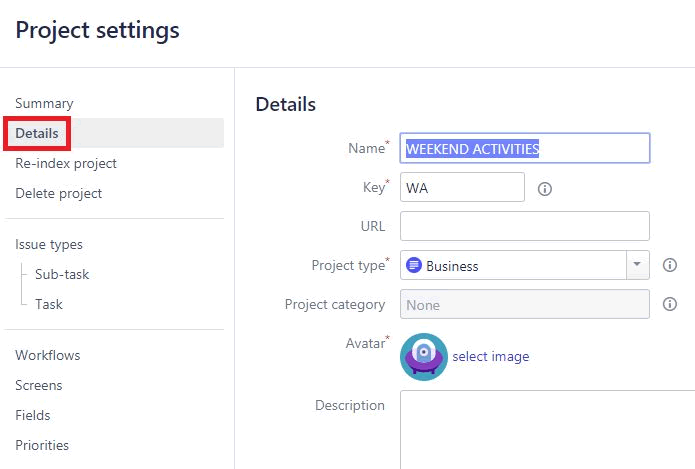 Project settings
Summary
Details
Re-index project
Delete project
Issue types
Sub-task
Task
Workflows
Screens
Fields
Priorities
Details
Name* WEEKEND ACTIVITIES
Key* WA
URL
Project type* Business
Project category None
Avatar* select image
Description